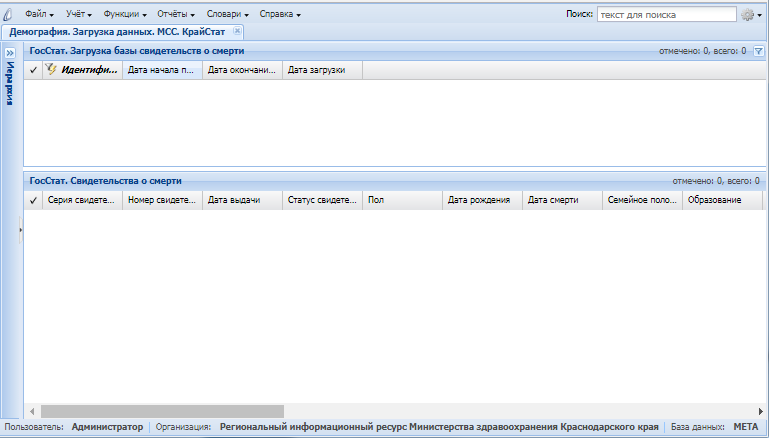 Файл Учёт Функции Отчёты Словари Справка Поиск: текст для поиска
Демография. Загрузка данных. МСС. КрайСтат
Иерархия
ГосСтат. Загрузка базы свидетельств о смерти отмечено: 0, всего: 0
Идентифи... Дата начала п... Дата окончани... Дата загрузки
ГосСтат. Свидетельства о смерти отмечено: 0, всего: 0
Серия свидете... Номер свидете... Дата выдачи Статус свидете... Пол Дата рождения Дата смерти Семейное поло... Образование
Пользователь: Администратор Организация: Региональный информационный ресурс Министерства здравоохранения Краснодарского края База данных: META